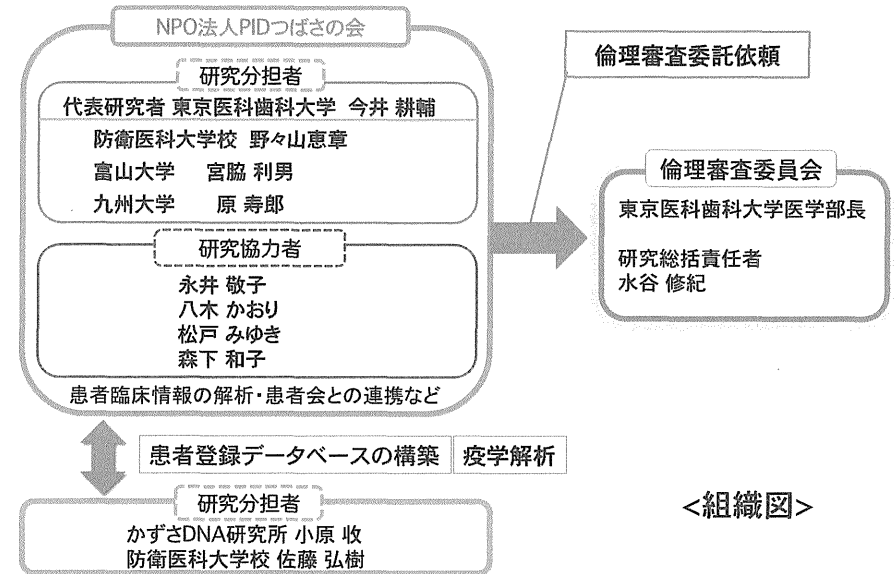 NPO法人PIDつばさの会
研究分担者
代表研究者 東京医科歯科大学 今井 耕輔
防衛医科大学校 野々山恵章
富山大学 宮脇 利男
九州大学 原 寿郎
研究協力者
永井 敬子
八木 かおり
松戸 みゆき
森下 和子
患者臨床情報の解析・患者会との連携など
倫理審査委託依頼
倫理審査委員会
東京医科歯科大学医学部長
研究総括責任者
水谷 修紀
患者登録データベースの構築 疫学解析
研究分担者
かずさDNA研究所 小原 收
防衛医科大学校 佐藤 弘樹
<組織図>